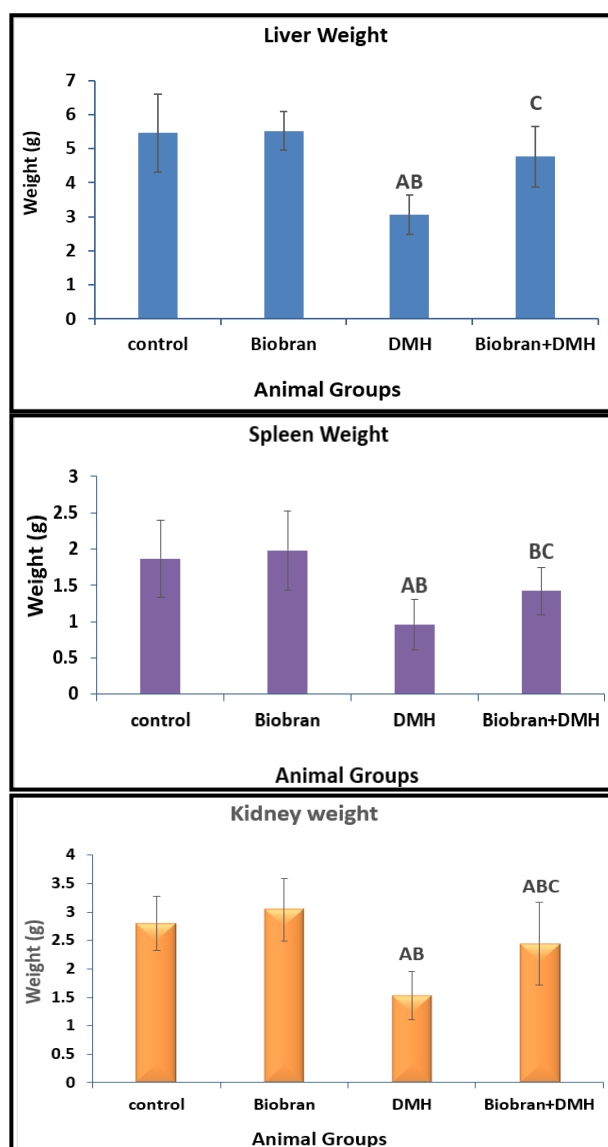 Liver Weight
Weight (g)
7
6
5
4
3
2
1
0
AB
C
control Biobran DMH Biobran+DMH
Animal Groups
Spleen Weight
Weight (g)
3
2.5
2
1.5
1
0.5
0
AB
BC
control Biobran DMH Biobran+DMH
Animal Groups
Kidney weight
Weight (g)
4
3.5
3
2.5
2
1.5
1
0.5
0
AB
ABC
control Biobran DMH Biobran+DMH
Animal Groups